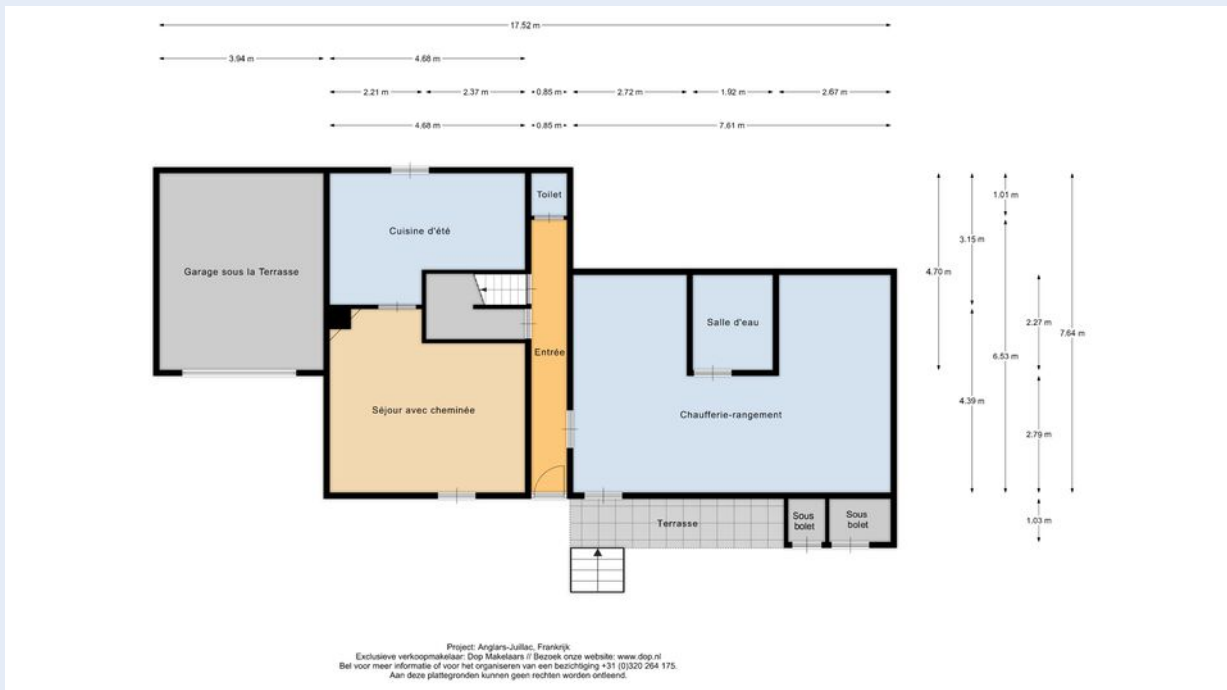 17.52 m
3.94 m
4.68 m
2.21 m
2.37 m
0.85 m
2.72 m
1.92 m
2.67 m
4.68 m
0.85 m
7.61 m
Toilet
Cuisine d'été
Garage sous la Terrasse
Salle d'eau
Entrée
Séjour avec cheminée
Chaufferie-rangement
Terrasse
Sous
bolet
Sous
bolet
1.01 m
3.15 m
4.70 m
2.27 m
7.64 m
6.53 m
4.39 m
2.79 m
1.03 m
Project: Anglars-Juillac, Frankrijk
Exclusieve verkoopmakelaar: Dop Makelaars // Bezoek onze website: www.dop.nl
Bel voor meer informatie of voor het organiseren van een bezichtiging +31 (0)320 264 175.
Aan deze plattegronden kunnen geen rechten worden ontleend.